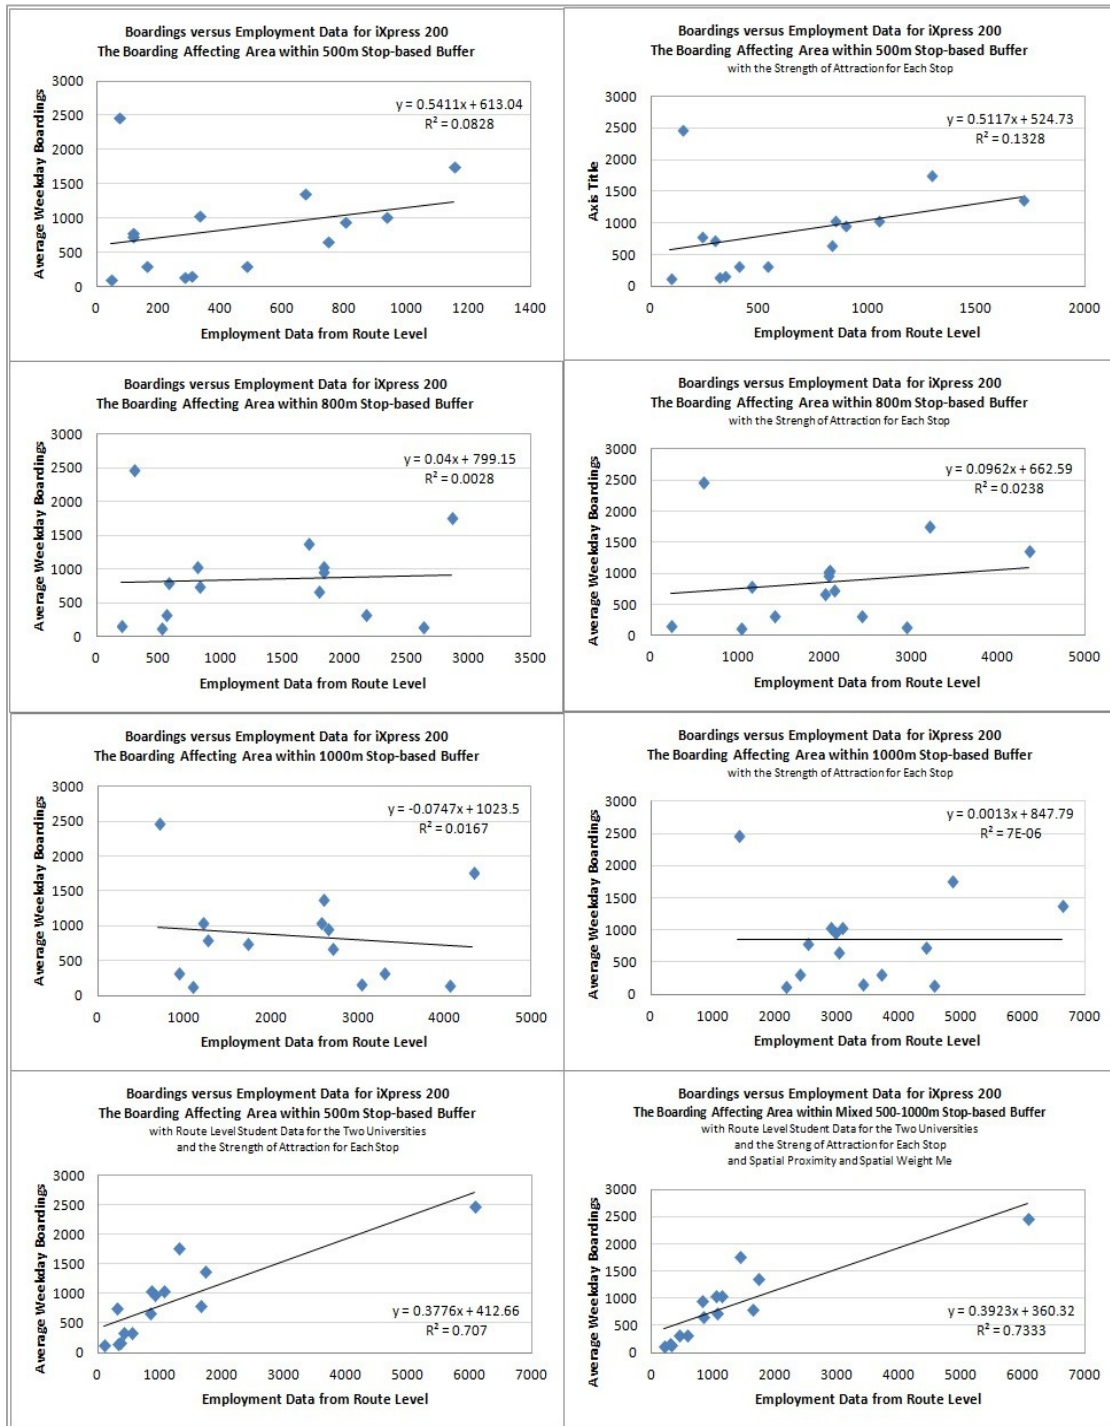 Boardings versus Employment Data for iXpress 200
The Boarding Affecting Area within 500m Stop-based Buffer
Average Weekday Boardings
3000
2500
2000
1500
1000
500
0
y = 0.5411x + 613.04
R² = 0.0828
0 200 400 600 800 1000 1200 1400
Employment Data from Route Level
Boardings versus Employment Data for iXpress 200
The Boarding Affecting Area within 500m Stop-based Buffer
with the Strength of Attraction for Each Stop
Axis Title
3000
2500
2000
1500
1000
500
0
y = 0.5117x + 524.73
R² = 0.1328
0 500 1000 1500 2000
Employment Data from Route Level
Boardings versus Employment Data for iXpress 200
The Boarding Affecting Area within 800m Stop-based Buffer
Average Weekday Boardings
3000
2500
2000
1500
1000
500
0
y = 0.04x + 799.15
R² = 0.0028
0 500 1000 1500 2000 2500 3000 3500
Employment Data from Route Level
Boardings versus Employment Data for iXpress 200
The Boarding Affecting Area within 800m Stop-based Buffer
with the Strengh of Attraction for Each Stop
Average Weekday Boardings
3000
2500
2000
1500
1000
500
0
y = 0.0962x + 662.59
R² = 0.0238
0 1000 2000 3000 4000 5000
Employment Data from Route Level
Boardings versus Employment Data for iXpress 200
The Boarding Affecting Area within 1000m Stop-based Buffer
Average Weekday Boardings
3000
2500
2000
1500
1000
500
0
y = -0.0747x + 1023.5
R² = 0.0167
0 1000 2000 3000 4000 5000
Employment Data from Route Level
Boardings versus Employment Data for iXpress 200
The Boarding Affecting Area within 1000m Stop-based Buffer
with the Strength of Attraction for Each Stop
Average Weekday Boardings
3000
2500
2000
1500
1000
500
0
y = 0.0013x + 847.79
R² = 7E-06
0 1000 2000 3000 4000 5000 6000 7000
Employment Data from Route Level
Boardings versus Employment Data for iXpress 200
The Boarding Affecting Area within 500m Stop-based Buffer
with Route Level Student Data for the Two Universities
and the Strength of Attraction for Each Stop
Average Weekday Boardings
3000
2500
2000
1500
1000
500
0
y = 0.3776x + 412.66
R² = 0.707
0 1000 2000 3000 4000 5000 6000 7000
Employment Data from Route Level
Boardings versus Employment Data for iXpress 200
The Boarding Affecting Area within Mixed 500-1000m Stop-based Buffer
with Route Level Student Data for the Two Universities
and the Streng of Attraction for Each Stop
and Spatial Proximity and Spatial Weight Me
Average Weekday Boardings
3000
2500
2000
1500
1000
500
0
y = 0.3923x + 360.32
R² = 0.7333
0 1000 2000 3000 4000 5000 6000 7000
Employment Data from Route Level